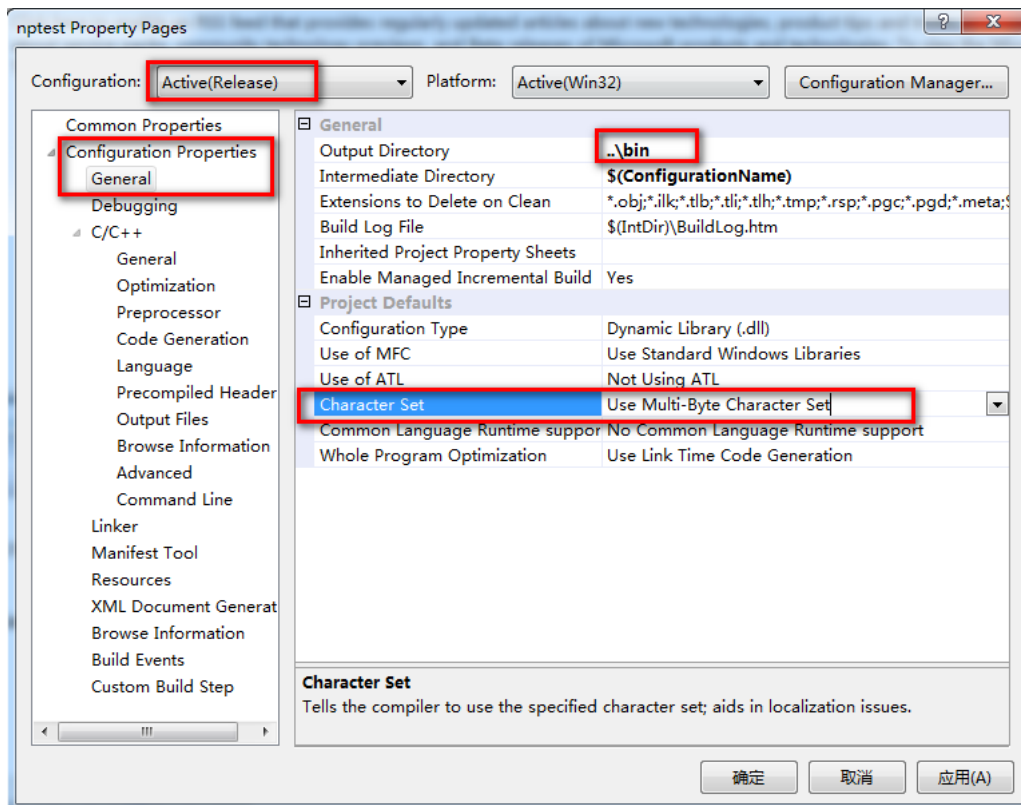 nptest Property Pages
Configuration: Active(Release) Platform: Active(Win32) Configuration Manager...
Common Properties
Configuration Properties
General
Debugging
C/C++
General
Optimization
Preprocessor
Code Generation
Language
Precompiled Header
Output Files
Browse Information
Advanced
Command Line
Linker
Manifest Tool
Resources
XML Document Generat
Browse Information
Build Events
Custom Build Step
General
Output Directory ..\bin
Intermediate Directory $(ConfigurationName)
Extensions to Delete on Clean *.obj;*.ilk;*.tlb;*.tli;*.tlh;*.tmp;*.rsp;*.pgc;*.pgd;*.meta;$
Build Log File $(IntDir)\BuildLog.htm
Inherited Project Property Sheets
Enable Managed Incremental Build Yes
Project Defaults
Configuration Type Dynamic Library (.dll)
Use of MFC Use Standard Windows Libraries
Use of ATL Not Using ATL
Character Set Use Multi-Byte Character Set
Common Language Runtime suppor No Common Language Runtime support
Whole Program Optimization Use Link Time Code Generation
Character Set
Tells the compiler to use the specified character set; aids in localization issues.
确定 取消 应用(A)